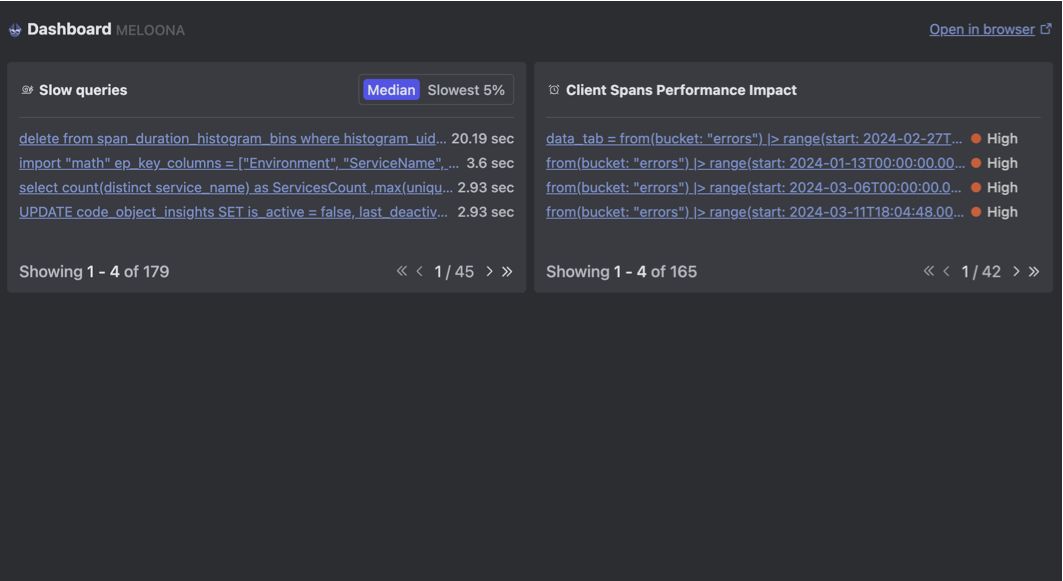 Dashboard MELOONA
Open in browser
Slow queries
Median Slowest 5%
delete from span_duration_histogram_bins where histogram_uid... 20.19 sec
import "math" ep_key_columns = ["Environment", "ServiceName", ... 3.6 sec
select count(distinct service_name) as ServicesCount ,max(uniqu... 2.93 sec
UPDATE code_object_insights SET is_active = false, last_deactiv... 2.93 sec
Showing 1 - 4 of 179
1 / 45
Client Spans Performance Impact
data_tab = from(bucket: "errors") |> range(start: 2024-02-27T... High
from(bucket: "errors") |> range(start: 2024-01-13T00:00:00.00... High
from(bucket: "errors") |> range(start: 2024-03-06T00:00:00.0... High
from(bucket: "errors") |> range(start: 2024-03-11T18:04:48.00... High
Showing 1 - 4 of 165
1 / 42